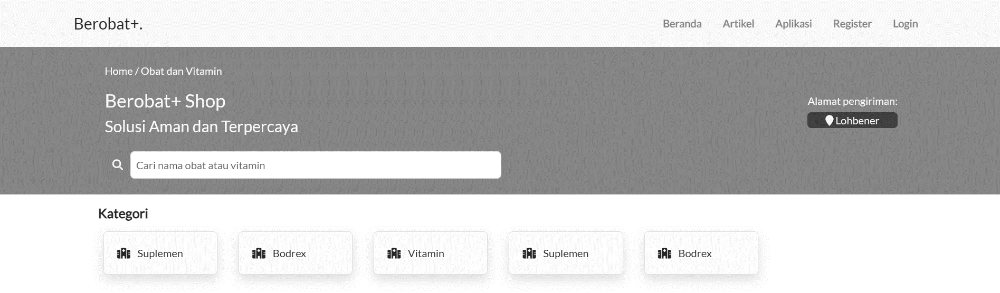 Berobat+.
Beranda Artikel Aplikasi Register Login
Home / Obat dan Vitamin
Berobat+ Shop
Solusi Aman dan Terpercaya
Alamat pengiriman:
Lohbener
Cari nama obat atau vitamin
Kategori
Suplemen Bodrex Vitamin Suplemen Bodrex